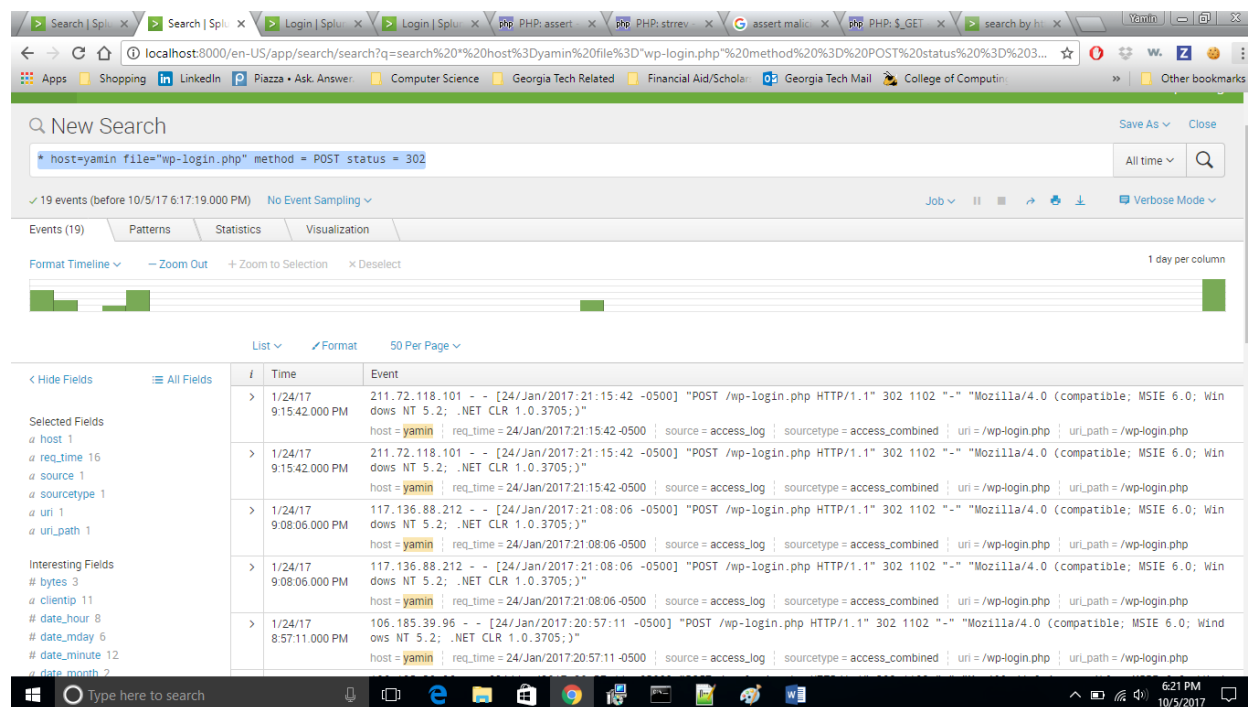 Search | Splu
Search | Splu
Login | Splun
Login | Splun
PHP: assert
PHP: strrev
assert malic
PHP: $_GET
search by ht
Yamin
localhost:8000/en-US/app/search/search?q=search%20*%20host%3Dyamin%20file%3D"wp-login.php"%20method%20%3D%20POST%20status%20%3D%203...
Apps Shopping LinkedIn Piazza • Ask. Answer. Computer Science Georgia Tech Related Financial Aid/Scholar Georgia Tech Mail College of Computing » Other bookmarks
New Search
Save As Close
* host=yamin file="wp-login.php" method = POST status = 302
All time
19 events (before 10/5/17 6:17:19.000 PM) No Event Sampling
Job Verbose Mode
Events (19) Patterns Statistics Visualization
Format Timeline — Zoom Out + Zoom to Selection × Deselect
1 day per column
List Format 50 Per Page
< Hide Fields All Fields
Selected Fields
a host 1
a req_time 16
a source 1
a sourcetype 1
a uri 1
a uri_path 1
Interesting Fields
# bytes 3
a clientip 11
# date_hour 8
# date_mday 6
# date_minute 12
a date_month 2
i Time Event
> 1/24/17
9:15:42.000 PM
211.72.118.101 - - [24/Jan/2017:21:15:42 -0500] "POST /wp-login.php HTTP/1.1" 302 1102 "-" "Mozilla/4.0 (compatible; MSIE 6.0; Win
dows NT 5.2; .NET CLR 1.0.3705;)"
host = yamin req_time = 24/Jan/2017:21:15:42 -0500 source = access_log sourcetype = access_combined uri = /wp-login.php uri_path = /wp-login.php
> 1/24/17
9:15:42.000 PM
211.72.118.101 - - [24/Jan/2017:21:15:42 -0500] "POST /wp-login.php HTTP/1.1" 302 1102 "-" "Mozilla/4.0 (compatible; MSIE 6.0; Win
dows NT 5.2; .NET CLR 1.0.3705;)"
host = yamin req_time = 24/Jan/2017:21:15:42 -0500 source = access_log sourcetype = access_combined uri = /wp-login.php uri_path = /wp-login.php
> 1/24/17
9:08:06.000 PM
117.136.88.212 - - [24/Jan/2017:21:08:06 -0500] "POST /wp-login.php HTTP/1.1" 302 1102 "-" "Mozilla/4.0 (compatible; MSIE 6.0; Win
dows NT 5.2; .NET CLR 1.0.3705;)"
host = yamin req_time = 24/Jan/2017:21:08:06 -0500 source = access_log sourcetype = access_combined uri = /wp-login.php uri_path = /wp-login.php
> 1/24/17
9:08:06.000 PM
117.136.88.212 - - [24/Jan/2017:21:08:06 -0500] "POST /wp-login.php HTTP/1.1" 302 1102 "-" "Mozilla/4.0 (compatible; MSIE 6.0; Win
dows NT 5.2; .NET CLR 1.0.3705;)"
host = yamin req_time = 24/Jan/2017:21:08:06 -0500 source = access_log sourcetype = access_combined uri = /wp-login.php uri_path = /wp-login.php
> 1/24/17
8:57:11.000 PM
106.185.39.96 - - [24/Jan/2017:20:57:11 -0500] "POST /wp-login.php HTTP/1.1" 302 1102 "-" "Mozilla/4.0 (compatible; MSIE 6.0; Wind
ows NT 5.2; .NET CLR 1.0.3705;)"
host = yamin req_time = 24/Jan/2017:20:57:11 -0500 source = access_log sourcetype = access_combined uri = /wp-login.php uri_path = /wp-login.php
Type here to search
6:21 PM
10/5/2017